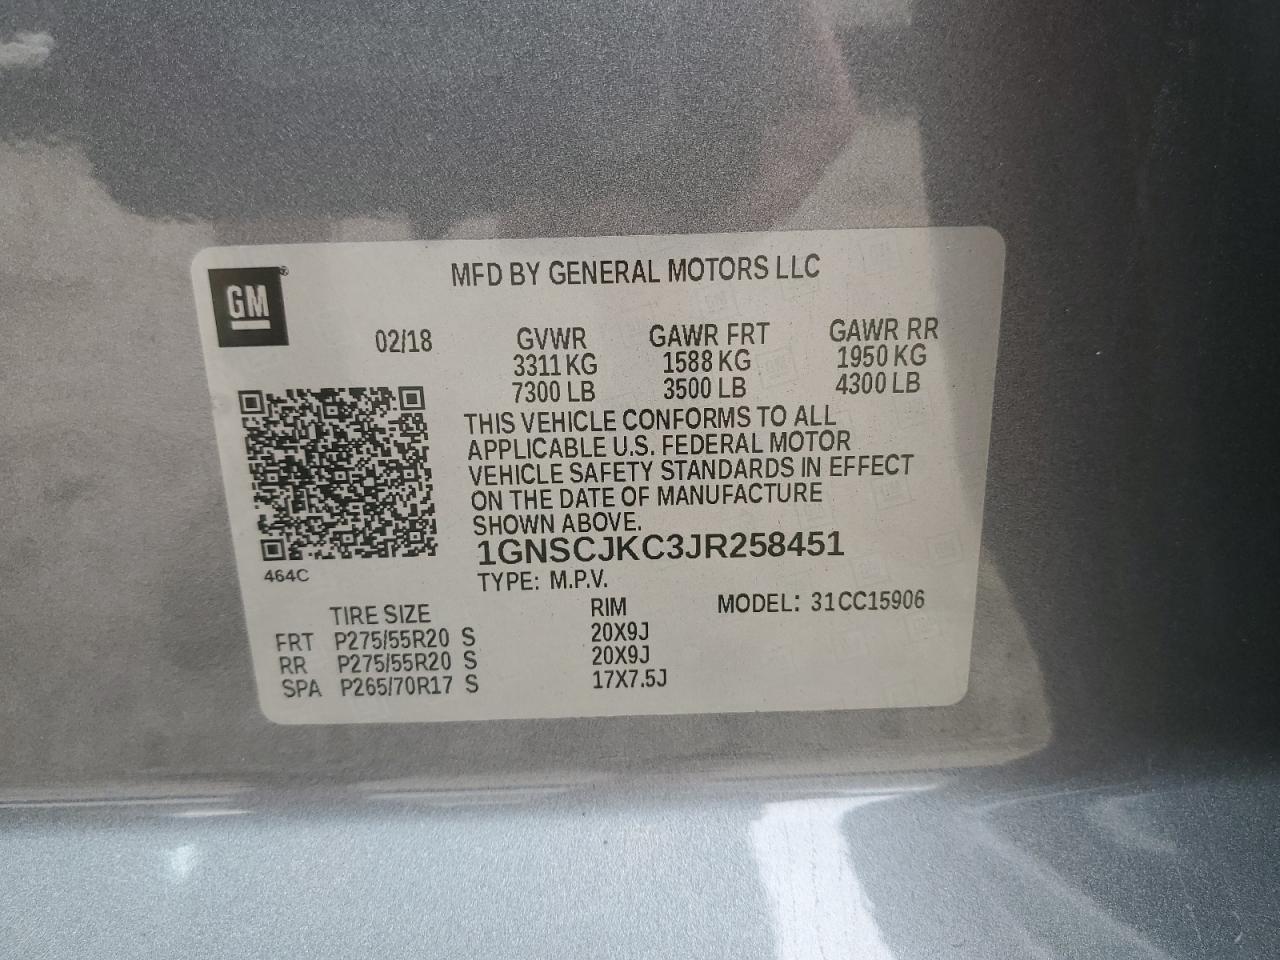 MFD BY GENERAL MOTORS LLC
GM®
02/18 GVWR GAWR FRT GAWR RR
3311 KG 1588 KG 1950 KG
7300 LB 3500 LB 4300 LB
THIS VEHICLE CONFORMS TO ALL
APPLICABLE U.S. FEDERAL MOTOR
VEHICLE SAFETY STANDARDS IN EFFECT
ON THE DATE OF MANUFACTURE
SHOWN ABOVE.
1GNSCJKC3JR258451
464C
TYPE: M.P.V.
TIRE SIZE RIM MODEL: 31CC15906
FRT P275/55R20 S 20X9J
RR P275/55R20 S 20X9J
SPA P265/70R17 S 17X7.5J